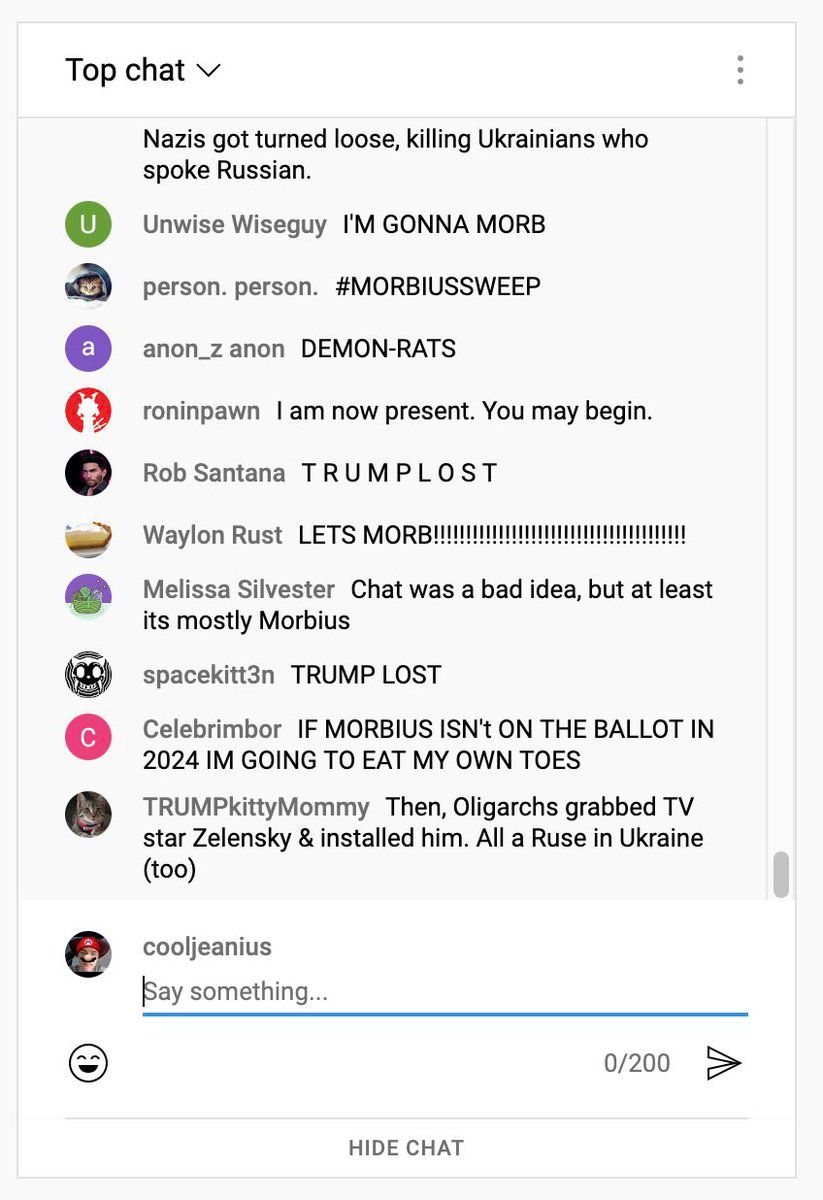 Top chat
Nazis got turned loose, killing Ukrainians who
spoke Russian.
U
Unwise Wiseguy I'M GONNA MORB
person. person. #MORBIUSSWEEP
a
anon_z anon DEMON-RATS
roninpawn I am now present. You may begin.
Rob Santana T R U M P L O S T
Waylon Rust LETS MORB!!!!!!!!!!!!!!!!!!!!!!!!!!!!!!!!!!!!!!!
Melissa Silvester Chat was a bad idea, but at least
its mostly Morbius
spacekitt3n TRUMP LOST
C
Celebrimbor IF MORBIUS ISN't ON THE BALLOT IN
2024 IM GOING TO EAT MY OWN TOES
TRUMPkittyMommy Then, Oligarchs grabbed TV
star Zelensky & installed him. All a Ruse in Ukraine
(too)
cooljeanius
Say something...
0/200
HIDE CHAT